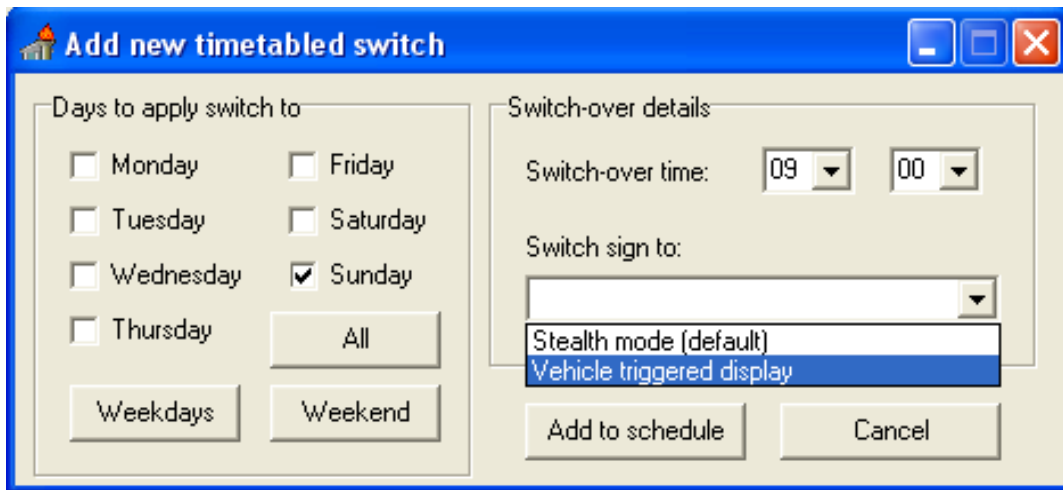 Add new timetabled switch
Days to apply switch to
Monday
Friday
Tuesday
Saturday
Wednesday
Sunday
Thursday
All
Weekdays
Weekend
Switch-over details
Switch-over time:
09
00
Switch sign to:
Stealth mode (default)
Vehicle triggered display
Add to schedule
Cancel